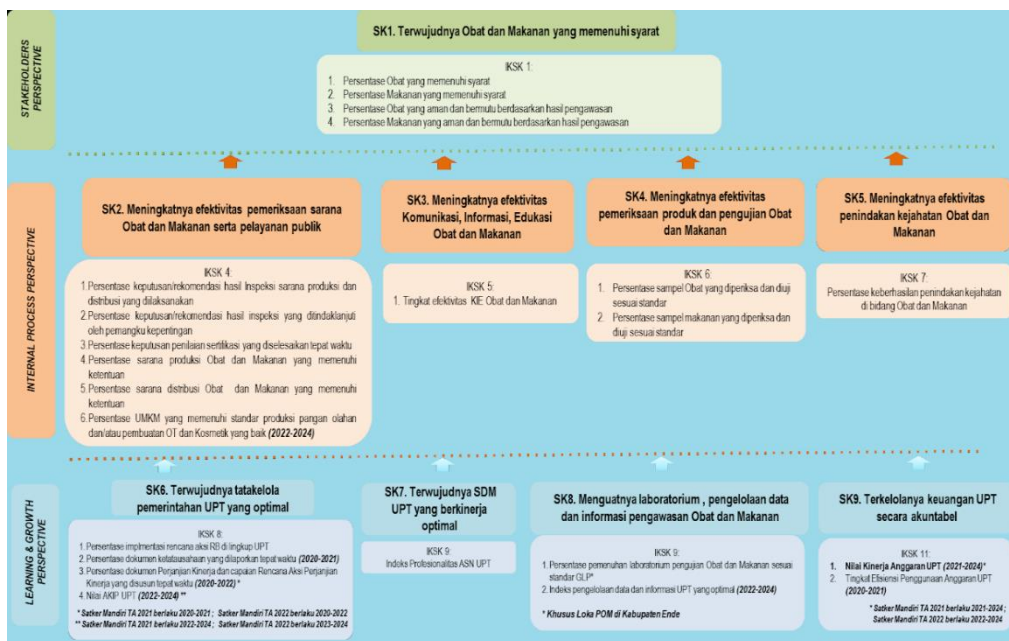 STAKEHOLDERS
PERSPECTIVE
SK1. Terwujudnya Obat dan Makanan yang memenuhi syarat
IKSK 1:
1. Persentase Obat yang memenuhi syarat
2. Persentase Makanan yang memenuhi syarat
3. Persentase Obat yang aman dan bermutu berdasarkan hasil pengawasan
4. Persentase Makanan yang aman dan bermutu berdasarkan hasil pengawasan
INTERNAL PROCESS PERSPECTIVE
SK2. Meningkatnya efektivitas pemeriksaan sarana
Obat dan Makanan serta pelayanan publik
IKSK 4:
1.Persentase keputusan/rekomendasi hasil Inspeksi sarana produksi dan
distribusi yang dilaksanakan
2.Persentase keputusan/rekomendasi hasil inspeksi yang ditindaklanjuti
oleh pemangku kepentingan
3.Persentase keputusan penilaian sertifikasi yang diselesaikan tepat waktu
4.Persentase sarana produksi Obat dan Makanan yang memenuhi
ketentuan
5.Persentase sarana distribusi Obat dan Makanan yang memenuhi
ketentuan
6.Persentase UMKM yang memenuhi standar produksi pangan olahan
dan/atau pembuatan OT dan Kosmetik yang baik (2022-2024)
SK3. Meningkatnya efektivitas
Komunikasi, Informasi, Edukasi
Obat dan Makanan
IKSK 5:
1. Tingkat efektivitas KIE Obat dan Makanan
SK4. Meningkatnya efektivitas
pemeriksaan produk dan pengujian Obat
dan Makanan
IKSK 6:
1. Persentase sampel Obat yang diperiksa dan diuji
sesuai standar
2. Persentase sampel makanan yang diperiksa dan
diuji sesuai standar
SK5. Meningkatnya efektivitas
penindakan kejahatan Obat dan
Makanan
IKSK 7:
Persentase keberhasilan penindakan kejahatan
di bidang Obat dan Makanan
LEARNING & GROWTH
PERSPECTIVE
SK6. Terwujudnya tatakelola
pemerintahan UPT yang optimal
IKSK 8:
1. Persentase implmentasi rencana aksi RB di lingkup UPT
2. Persentase dokumen ketatausahaan yang dilaporkan tepat waktu (2020-2021)
3. Persentase dokumen Perjanjian Kinerja dan capaian Rencana Aksi Perjanjian
Kinerja yang disusun tepat waktu (2020-2022) *
4. Nilai AKIP UPT (2022-2024) **
* Satker Mandiri TA 2021 berlaku 2020-2021 ; Satker Mandiri TA 2022 berlaku 2020-2022
** Satker Mandiri TA 2021 berlaku 2022-2024 ; Satker Mandiri TA 2022 berlaku 2023-2024
SK7. Terwujudnya SDM
UPT yang berkinerja
optimal
IKSK 9:
Indeks Profesionalitas ASN UPT
SK8. Menguatnya laboratorium , pengelolaan data
dan informasi pengawasan Obat dan Makanan
IKSK 9:
1. Persentase pemenuhan laboratorium pengujian Obat dan Makanan sesuai
standar GLP*
2. Indeks pengelolaan data dan informasi UPT yang optimal (2022-2024)
* Khusus Loka POM di Kabupaten Ende
SK9. Terkelolanya keuangan UPT
secara akuntabel
IKSK 11:
1. Nilai Kinerja Anggaran UPT (2021-2024)*
2. Tingkat Efisiensi Penggunaan Anggaran UPT
(2020-2021)
* Satker Mandiri TA 2021 berlaku 2021-2024 ;
Satker Mandiri TA 2022 berlaku 2022-2024